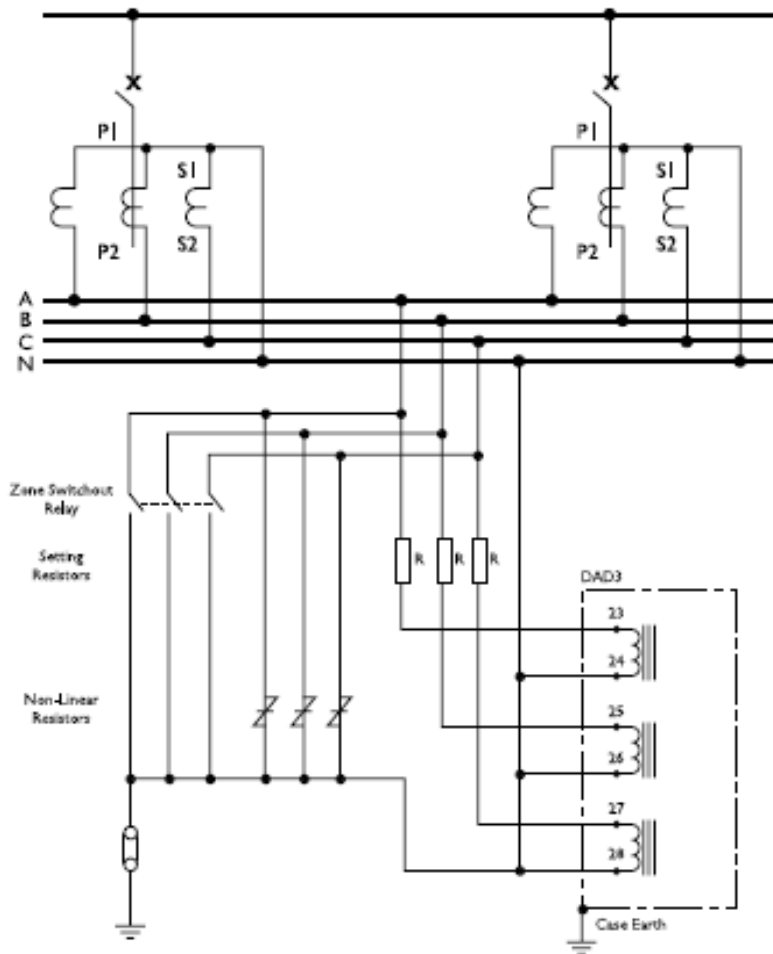 P1
P1
S1
S1
P2
S2
P2
S2
A
B
C
N
Zone Switchout
Relay
Setting
Resistors
R
R
R
DAD3
23
24
Non-Linear
Resistors
25
26
27
28
Case Earth